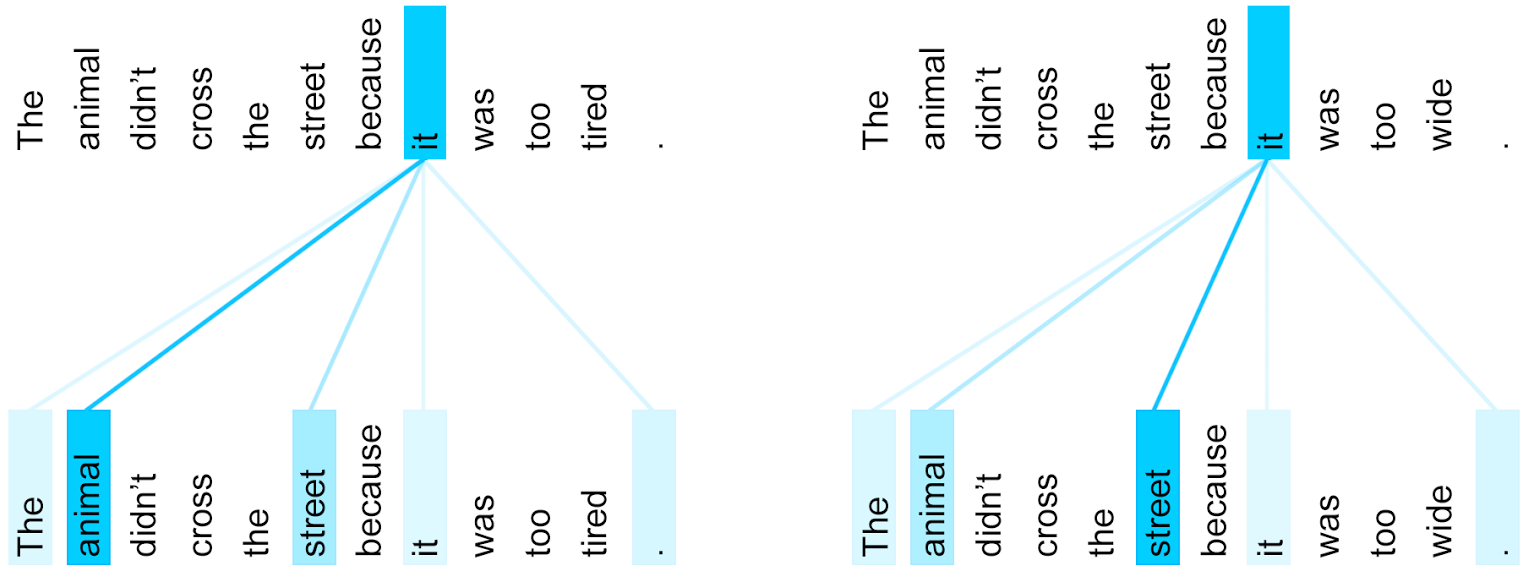 The animal didn't cross the street because it was too tired .
The animal didn't cross the street because it was too wide .
The animal didn't cross the street because it was too tired .
The animal didn't cross the street because it was too wide .